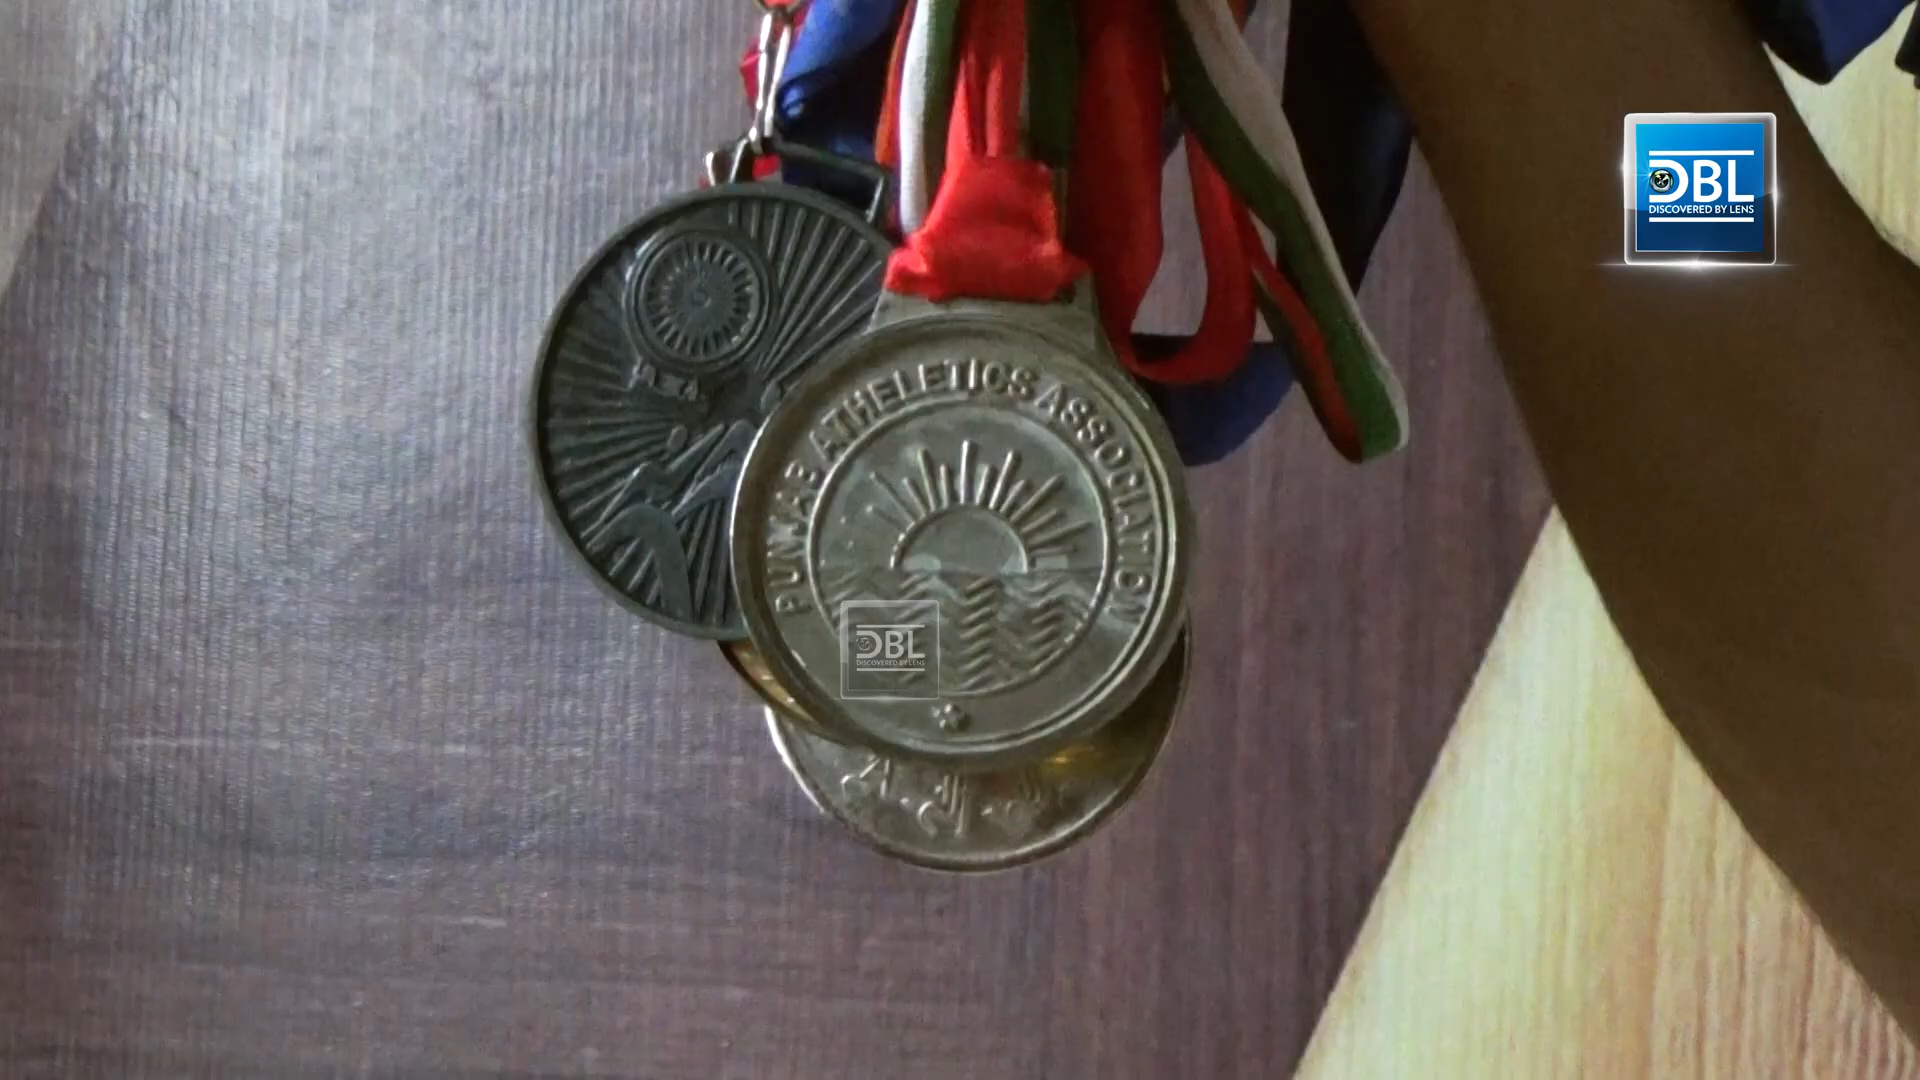 DBL
DISCOVERED BY LENS
PUNJAB ATHELETICS ASSOCIATION
DBL
DISCOVERED BY LENS